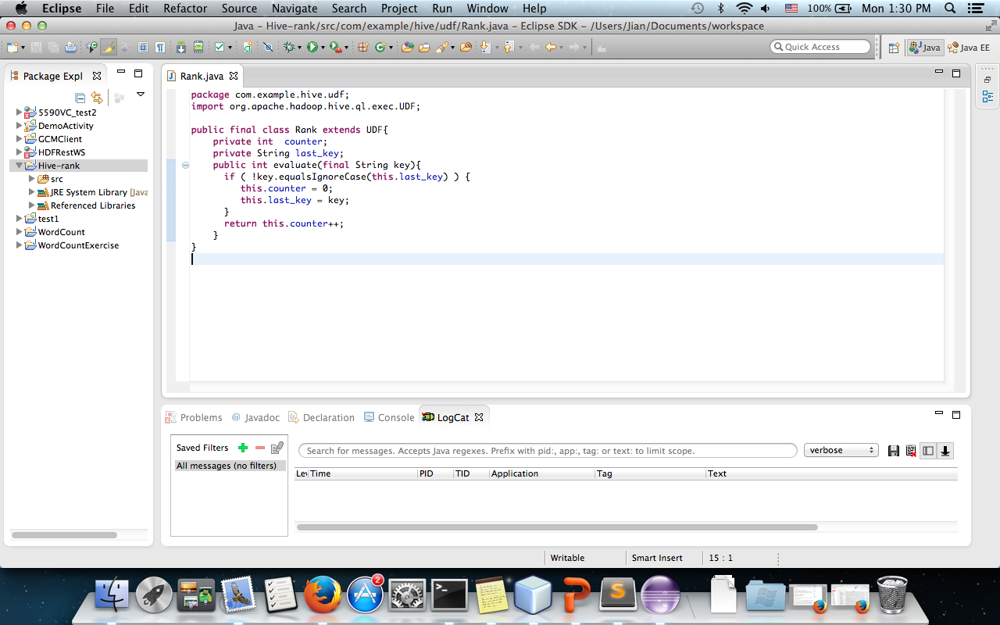 Eclipse File Edit Refactor Source Navigate Search Project Run Window Help 100% Mon 1:30 PM
Java – Hive-rank/src/com/example/hive/udf/Rank.java – Eclipse SDK – /Users/Jian/Documents/workspace
Quick Access Java Java EE
Package Expl
5590VC_test2
DemoActivity
GCMClient
HDFRestWS
Hive-rank
src
JRE System Library [Java
Referenced Libraries
test1
WordCount
WordCountExercise
Rank.java
package com.example.hive.udf;
import org.apache.hadoop.hive.ql.exec.UDF;
public final class Rank extends UDF{
private int  counter;
private String last_key;
public int evaluate(final String key){
if ( !key.equalsIgnoreCase(this.last_key) ) {
this.counter = 0;
this.last_key = key;
}
return this.counter++;
}
}
Problems @ Javadoc Declaration Console LogCat
Saved Filters
All messages (no filters)
Search for messages. Accepts Java regexes. Prefix with pid:, app:, tag: or text: to limit scope.
verbose
Lev Time PID TID Application Tag Text
Writable Smart Insert 15 : 1
2